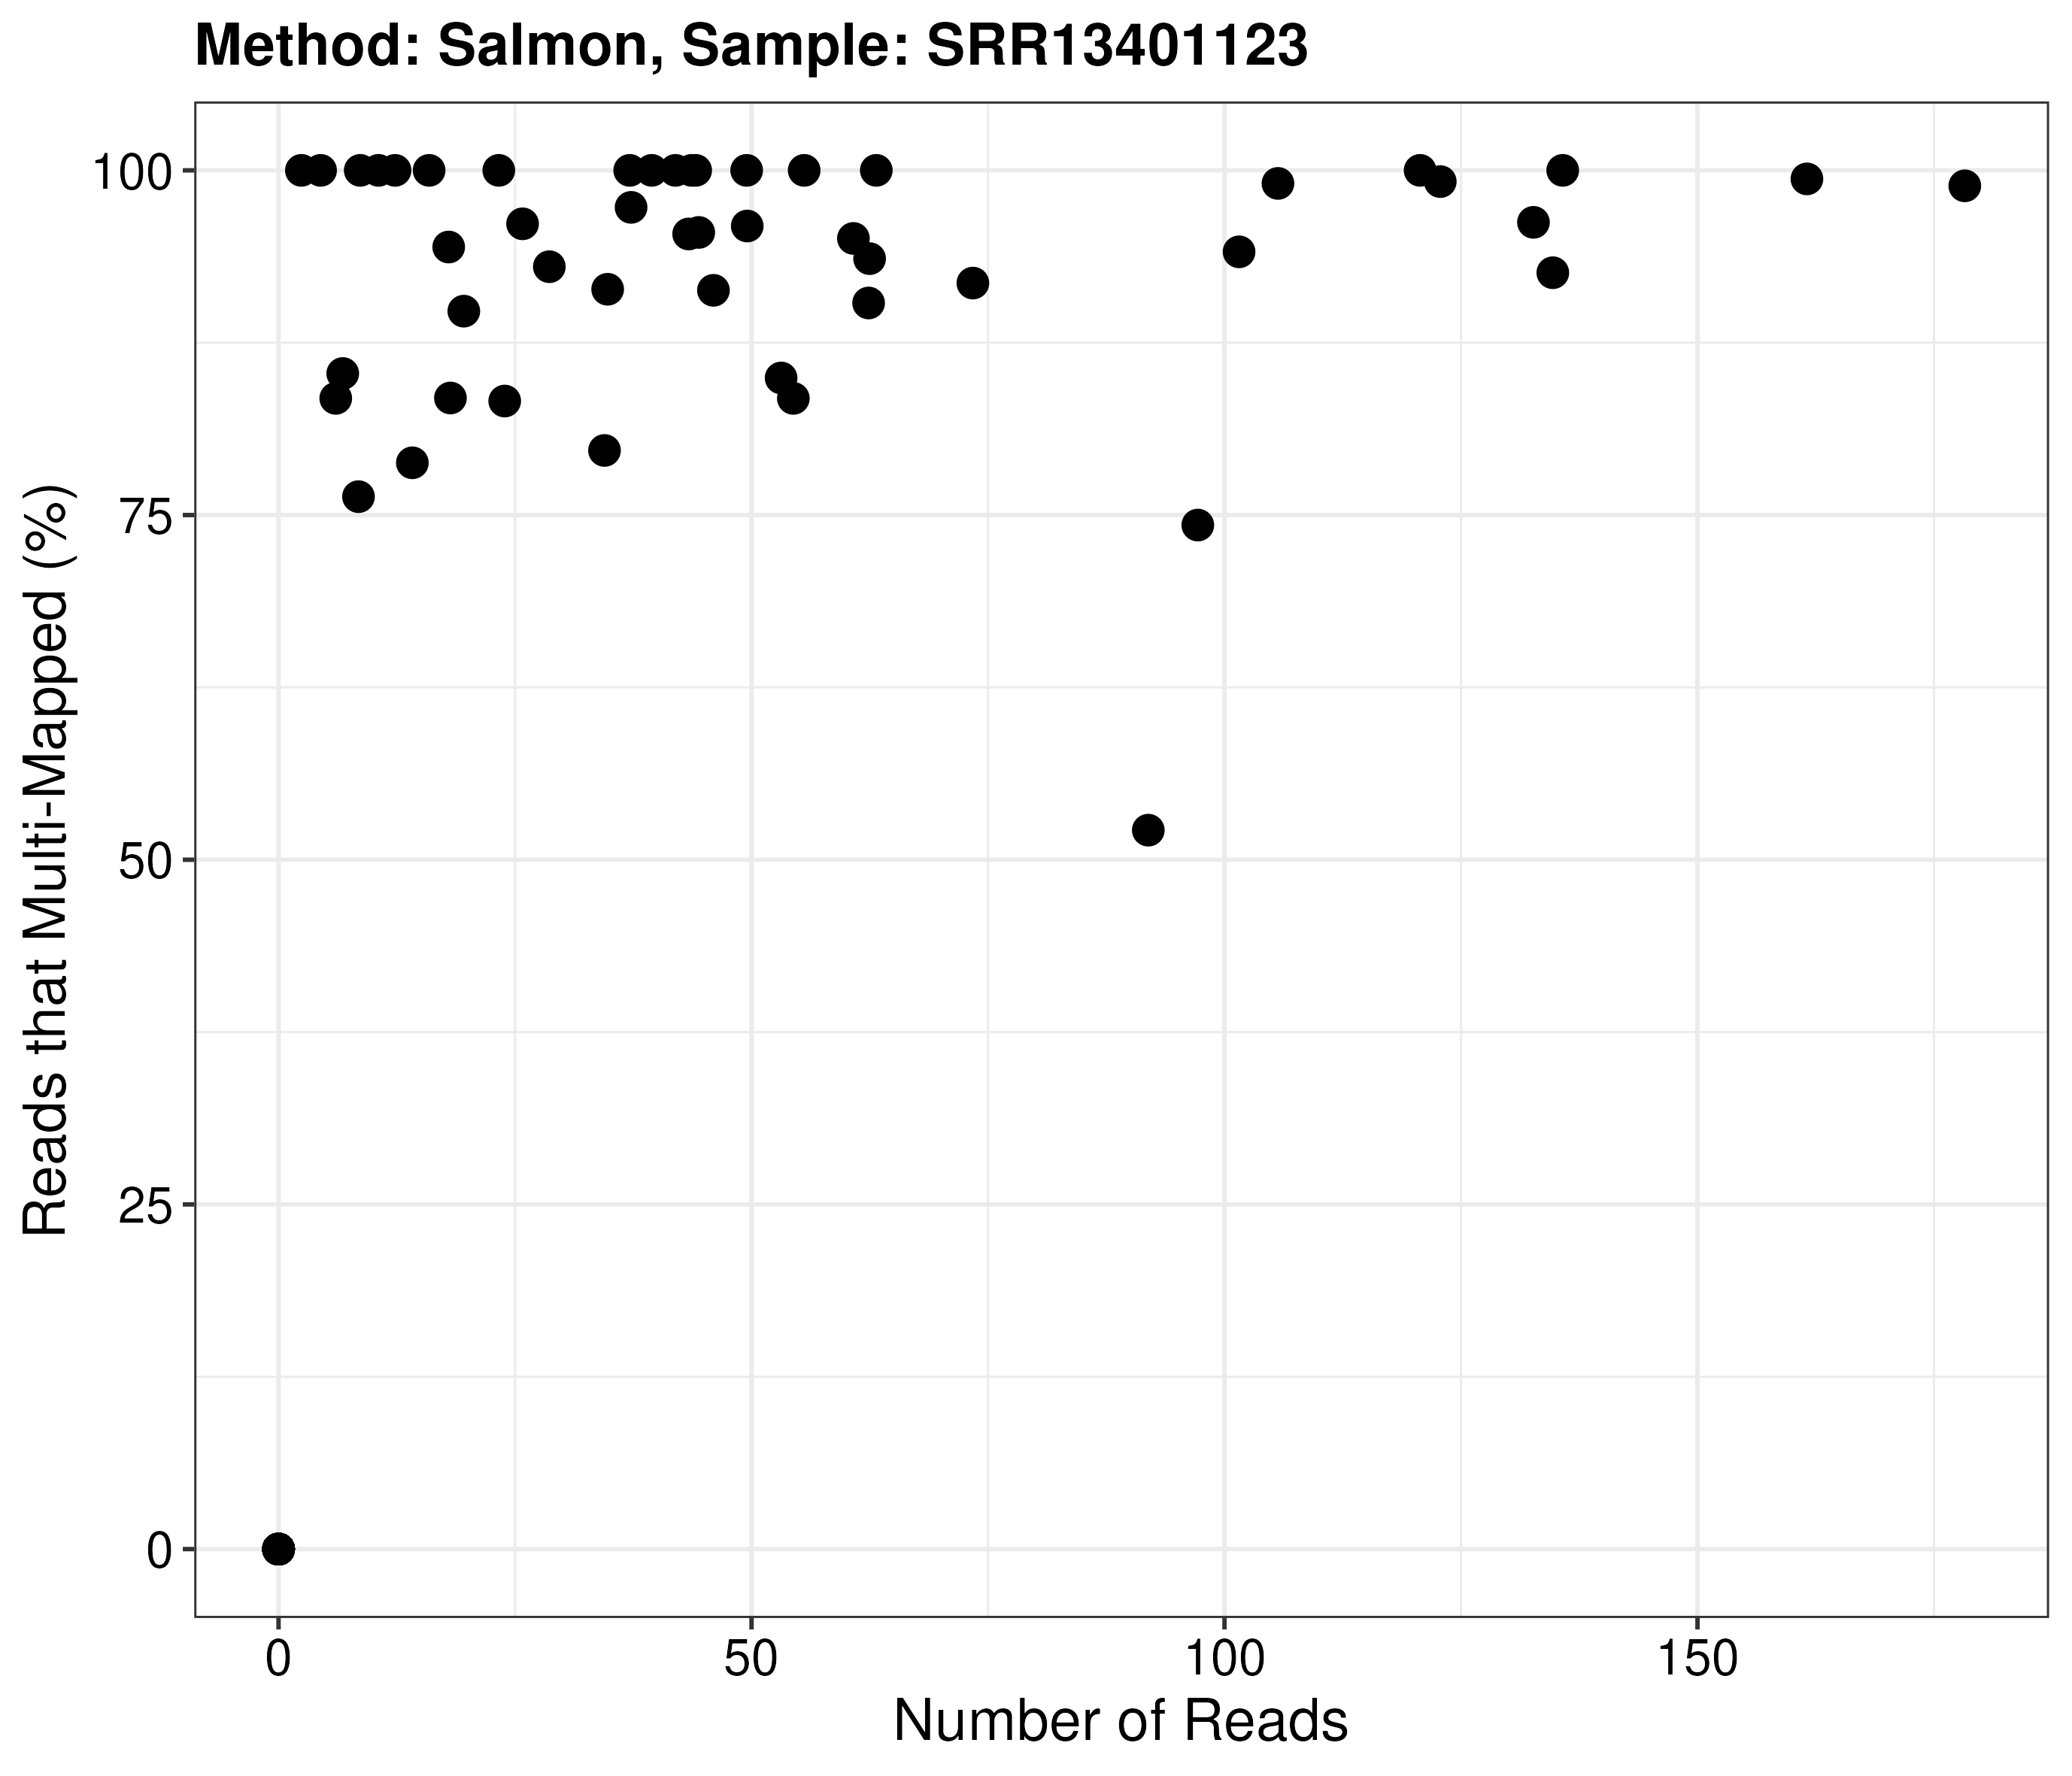 Method: Salmon, Sample: SRR13401123
Reads that Multi-Mapped (%)
100
75
50
25
0
0 50 100 150
Number of Reads